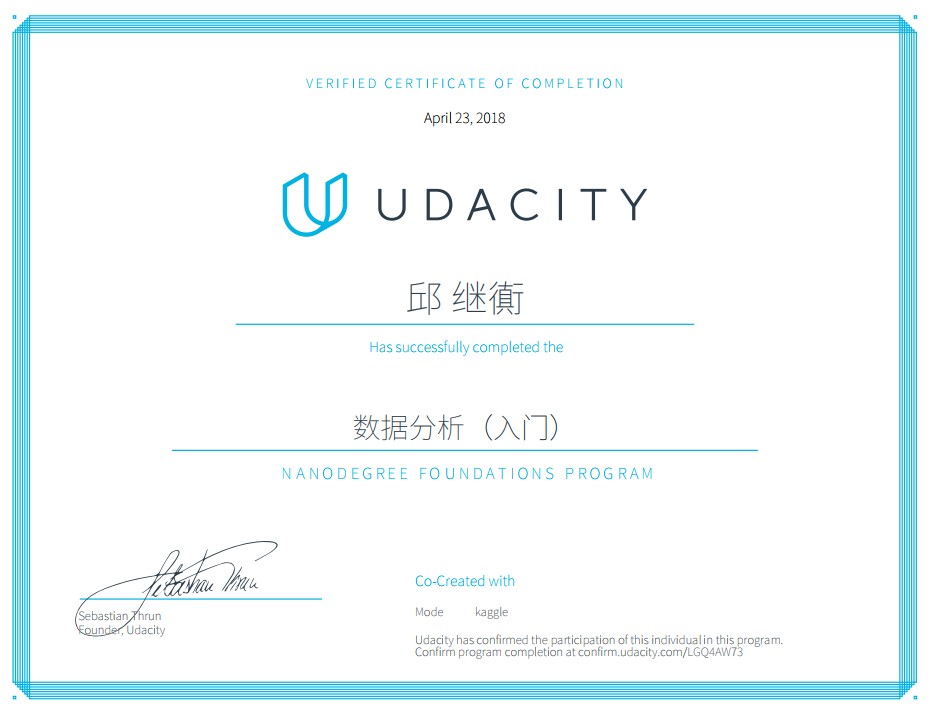 VERIFIED CERTIFICATE OF COMPLETION
April 23, 2018
UDACITY
邱 继衡
Has successfully completed the
数据分析（入门）
NANODEGREE FOUNDATIONS PROGRAM
Sebastian Thrun
Sebastian Thrun
Founder, Udacity
Co-Created with
Mode kaggle
Udacity has confirmed the participation of this individual in this program.
Confirm program completion at confirm.udacity.com/LGQ4AW73